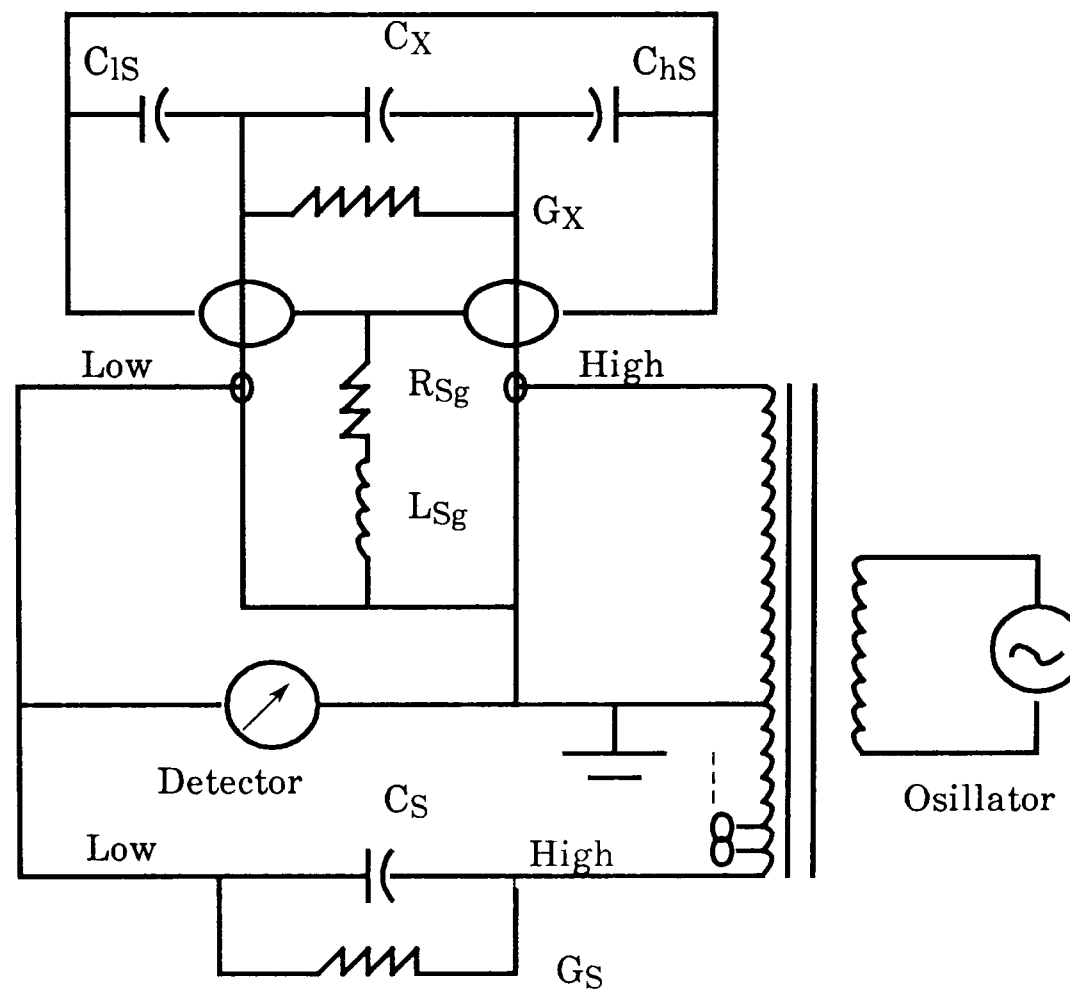 C_X
C_lS
C_hS
G_X
Low
High
R_Sg
L_Sg
Detector
Osillator
C_S
Low
High
G_S